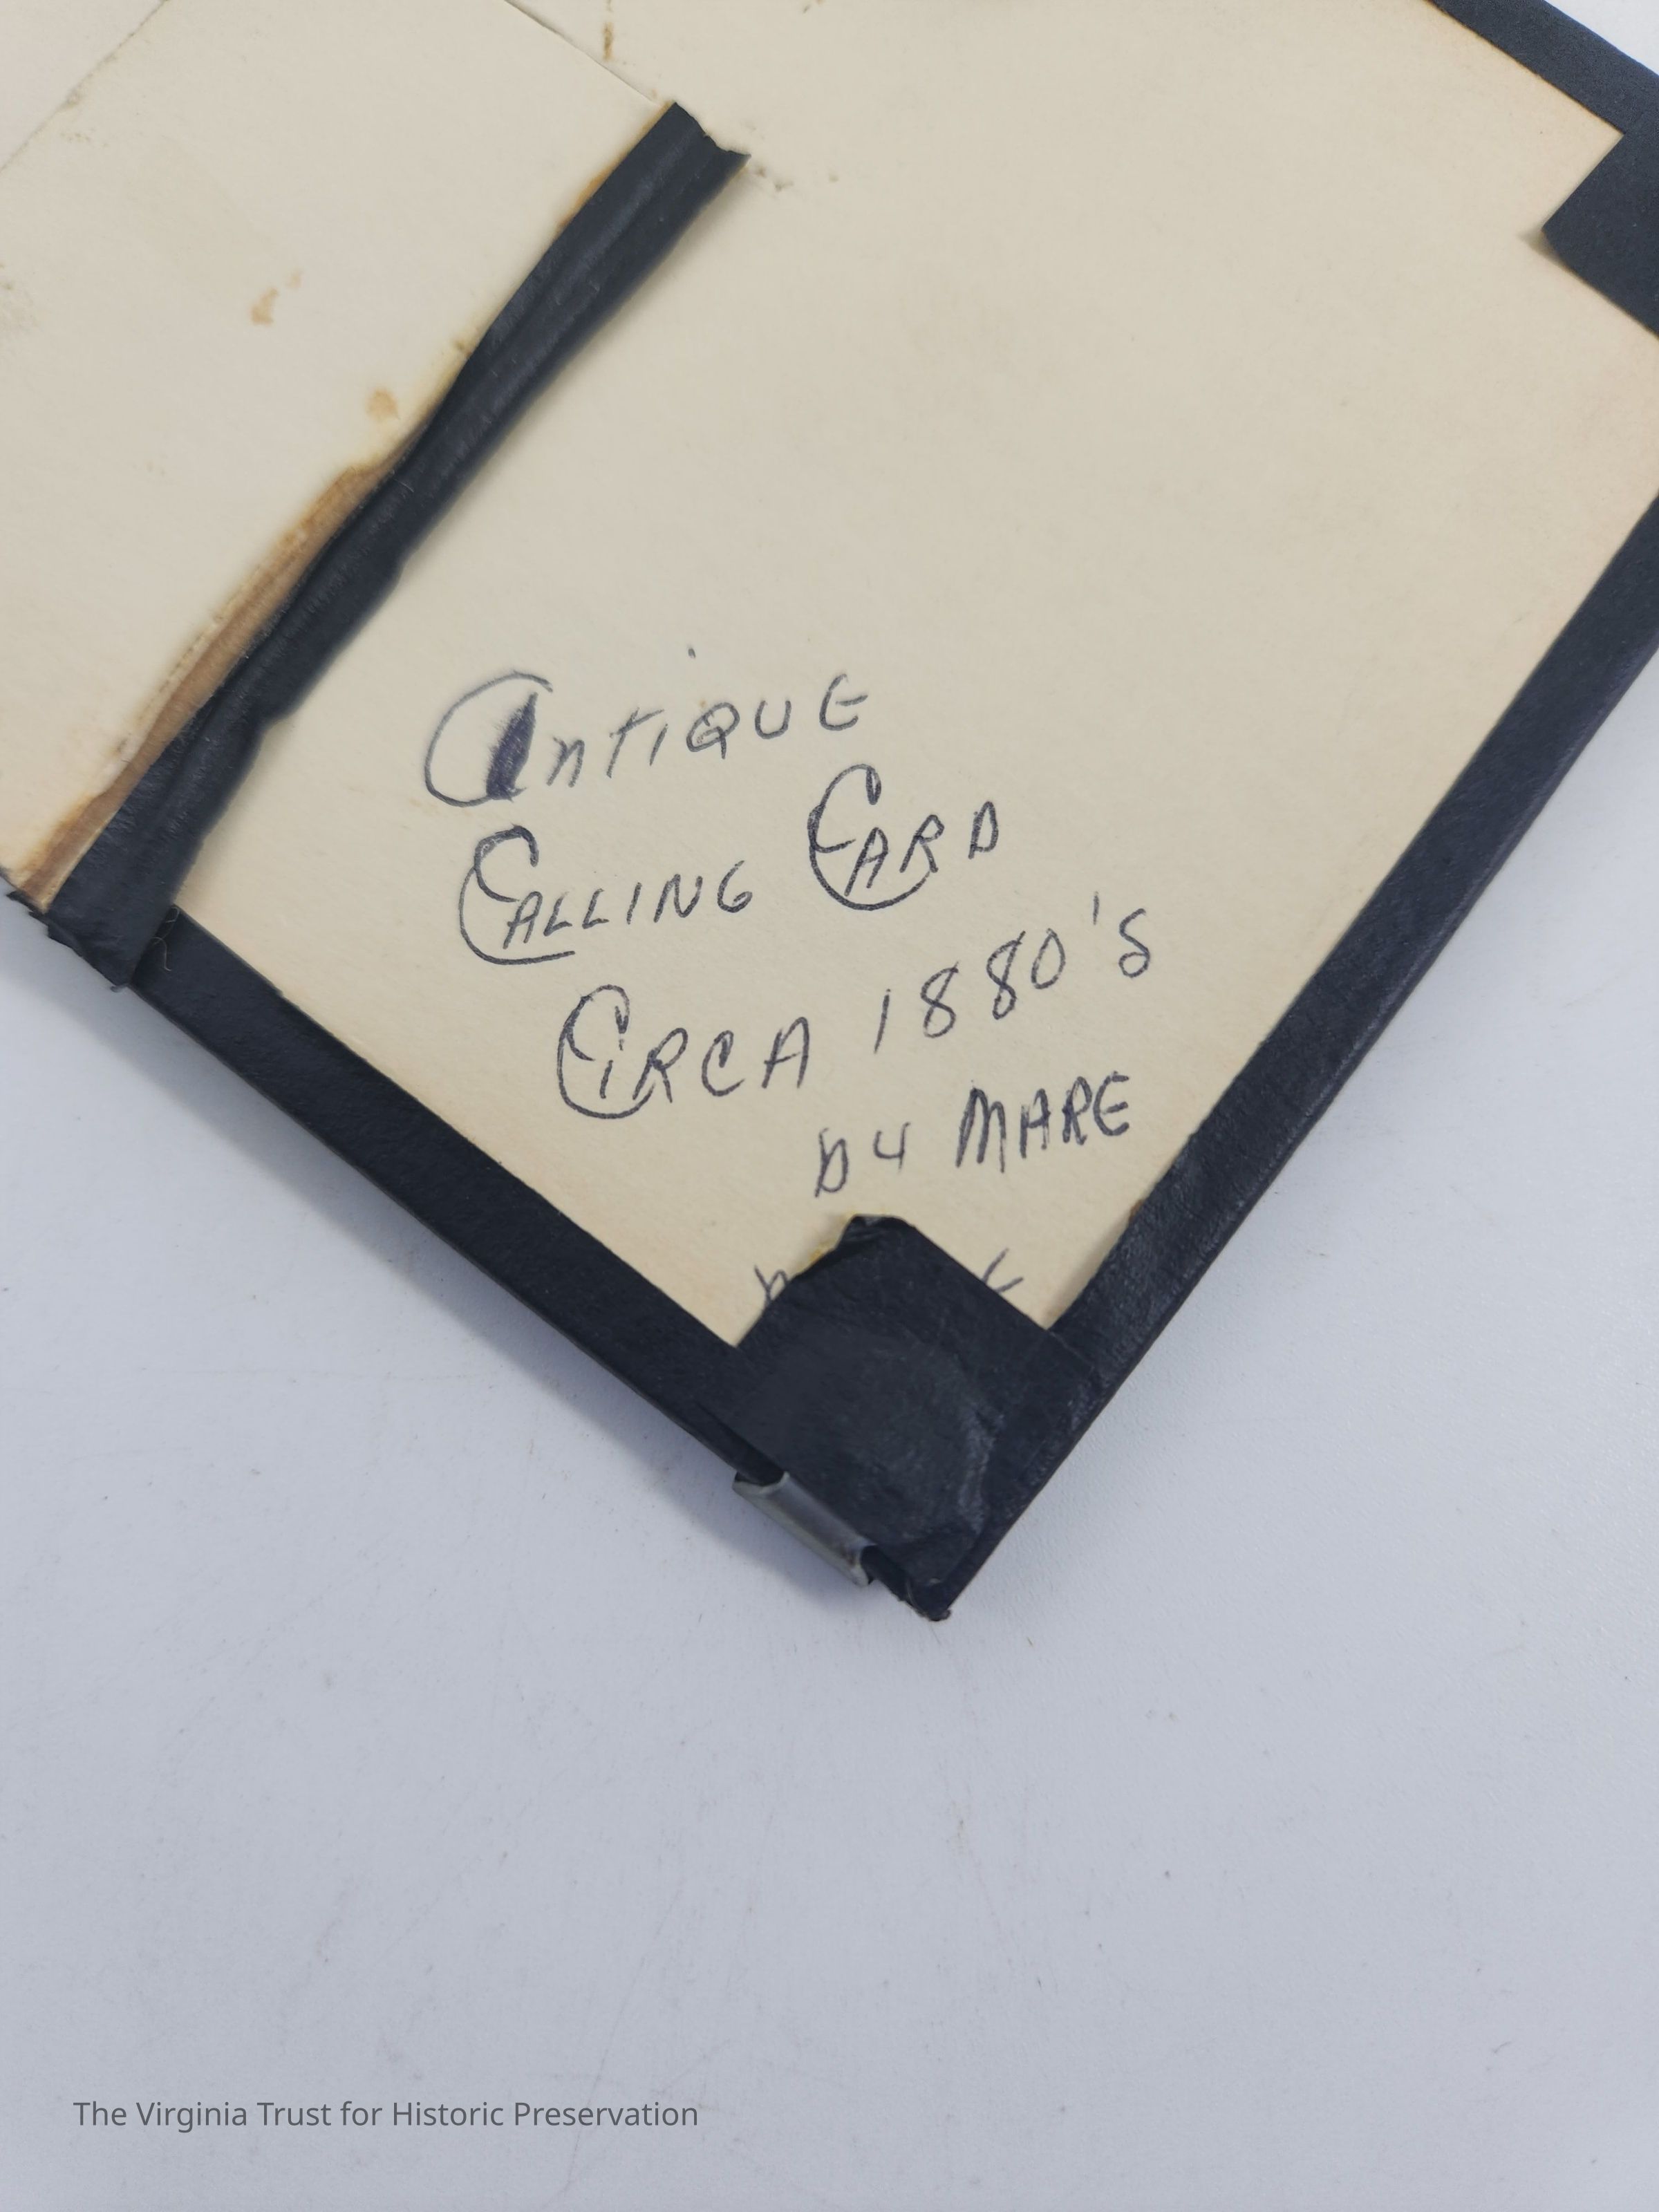 Antique
Calling Card
Circa 1880's
by MARE
The Virginia Trust for Historic Preservation